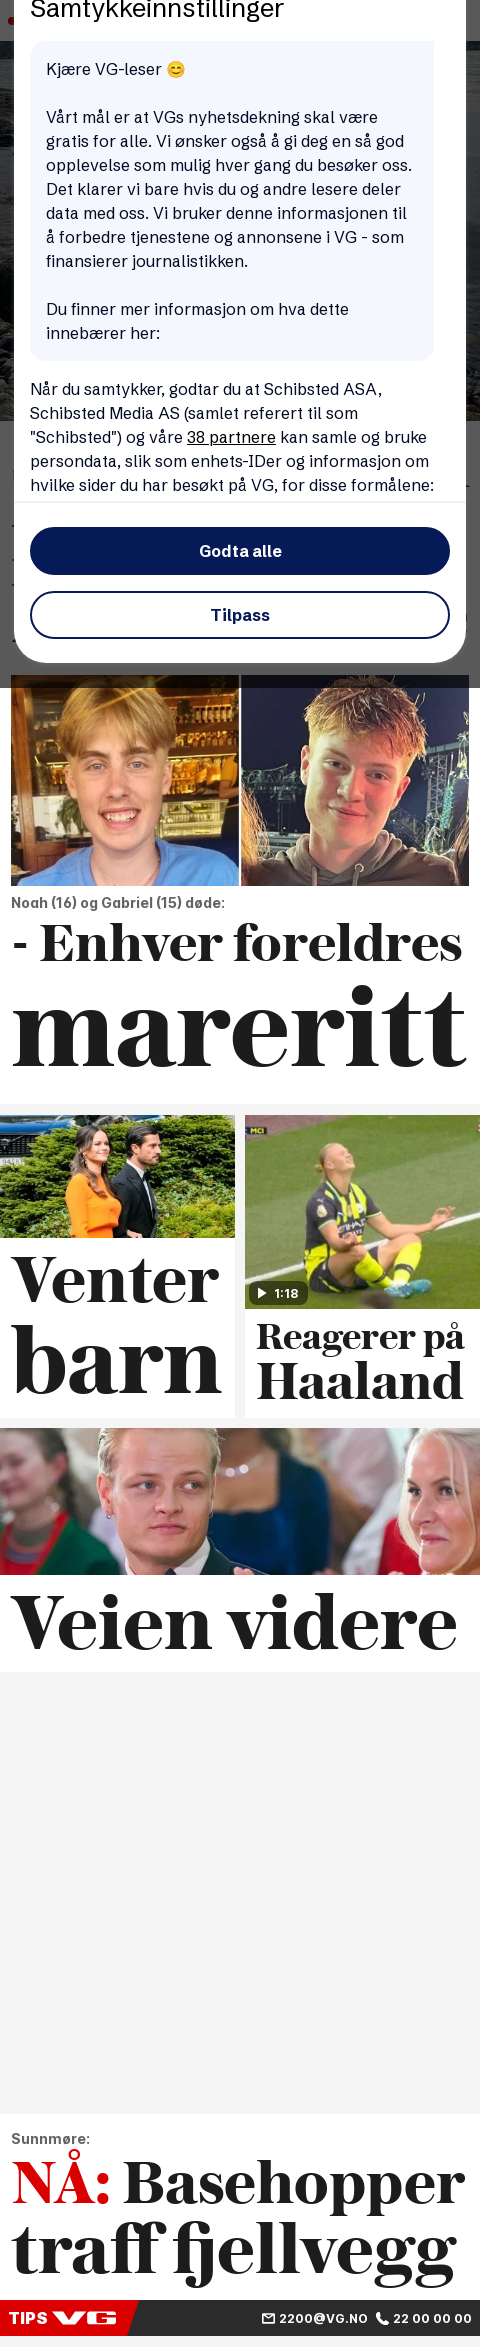 Samtykkeinnstillinger
Kjære VG-leser 😊
Vårt mål er at VGs nyhetsdekning skal være
gratis for alle. Vi ønsker også å gi deg en så god
opplevelse som mulig hver gang du besøker oss.
Det klarer vi bare hvis du og andre lesere deler
data med oss. Vi bruker denne informasjonen til
å forbedre tjenestene og annonsene i VG - som
finansierer journalistikken.
Du finner mer informasjon om hva dette
innebærer her:
Når du samtykker, godtar du at Schibsted ASA,
Schibsted Media AS (samlet referert til som
"Schibsted") og våre 38 partnere kan samle og bruke
persondata, slik som enhets-IDer og informasjon om
hvilke sider du har besøkt på VG, for disse formålene:
Godta alle
Tilpass
Noah (16) og Gabriel (15) døde:
- Enhver foreldres
mareritt
Venter
barn
MCI
1:18
Reagerer på
Haaland
Veien videre
Sunnmøre:
NÅ: Basehopper
traff fjellvegg
TIPS VG 2200@VG.NO 22 00 00 00